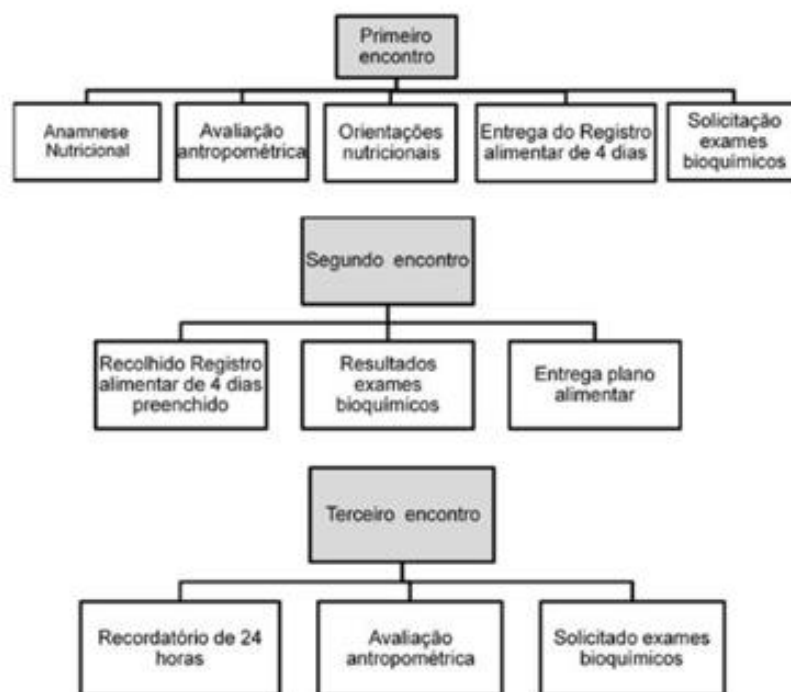 Primeiro
encontro
Anamnese
Nutricional
Avaliação
antropométrica
Orientações
nutricionais
Entrega do Registro
alimentar de 4 dias
Solicitação
exames
bioquímicos
Segundo encontro
Recolhido Registro
alimentar de 4 dias
preenchido
Resultados
exames
bioquímicos
Entrega plano
alimentar
Terceiro encontro
Recordatório de 24
horas
Avaliação
antropométrica
Solicitado exames
bioquímicos